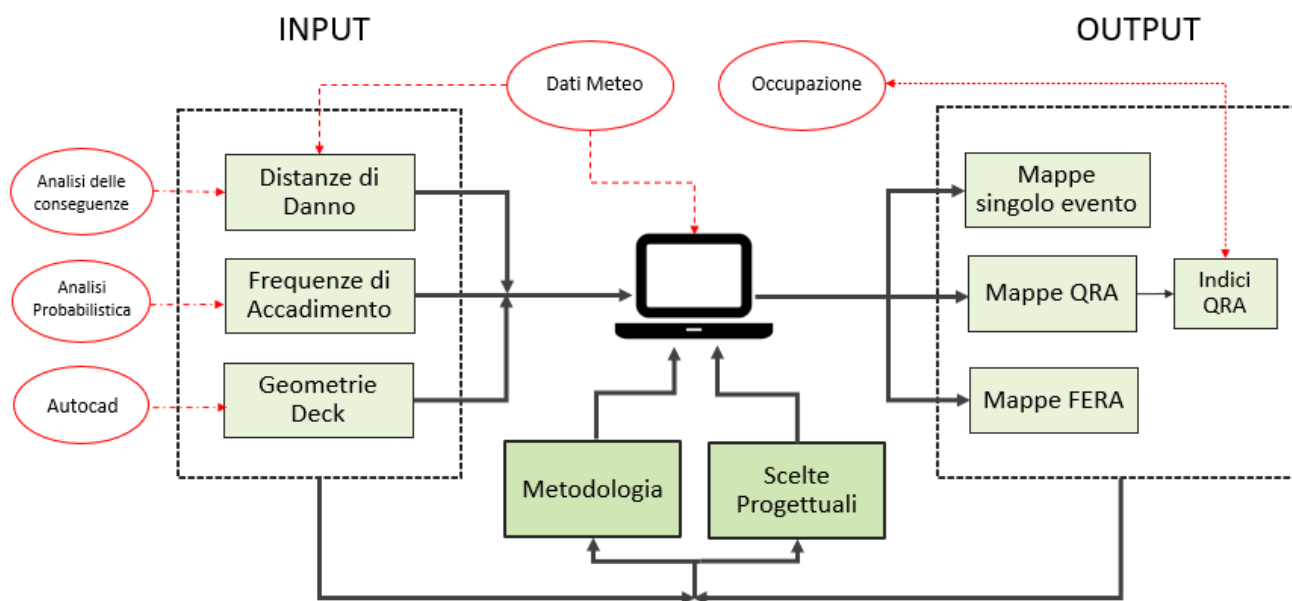 INPUT
OUTPUT
Dati Meteo
Occupazione
Analisi delle
conseguenze
Distanze di
Danno
Mappe
singolo evento
Analisi
Probabilistica
Frequenze di
Accadimento
Mappe QRA
Indici
QRA
Autocad
Geometrie
Deck
Mappe FERA
Metodologia
Scelte
Progettuali